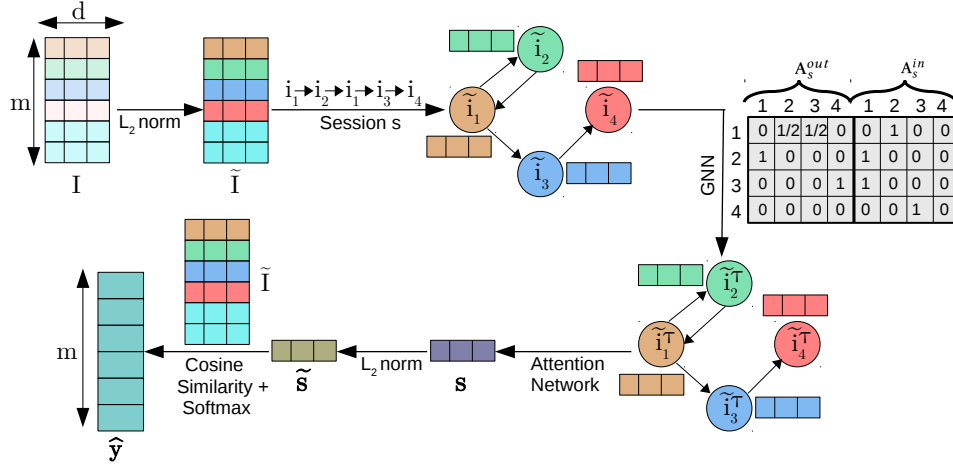 d
m
I
L₂ norm
Ĩ
i₁→i₂→i₁→i₃→i₄
Session s
ĩ₂
ĩ₁
ĩ₄
ĩ₃
GNN
A_s^{out} A_s^{in}
1 2 3 4 1 2 3 4
1 0 1/2 1/2 0 0 1 0 0
2 1 0 0 0 1 0 0 0
3 0 0 0 1 1 0 0 0
4 0 0 0 0 0 0 1 0
ĩ₂^τ
ĩ₁^τ
ĩ₄^τ
ĩ₃^τ
Attention
Network
s
L₂ norm
s̃
Ĩ
Cosine
Similarity +
Softmax
m
ŷ